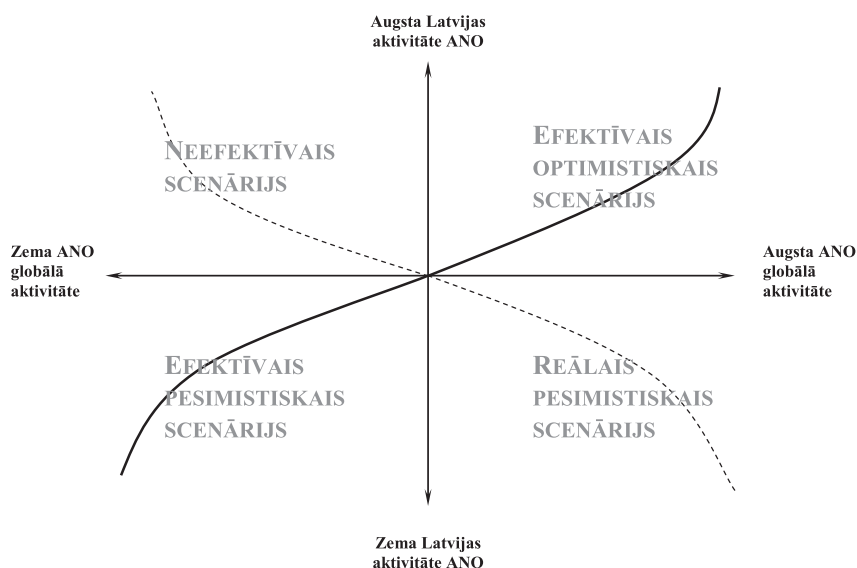 Augsta Latvijas
aktivitāte ANO
NEEFEKTĪVAIS
SCENĀRIJS
EFEKTĪVAIS
OPTIMISTISKAIS
SCENĀRIJS
Zema ANO
globālā
aktivitāte
Augsta ANO
globālā
aktivitāte
EFEKTĪVAIS
PESIMISTISKAIS
SCENĀRIJS
REĀLAIS
PESIMISTISKAIS
SCENĀRIJS
Zema Latvijas
aktivitāte ANO